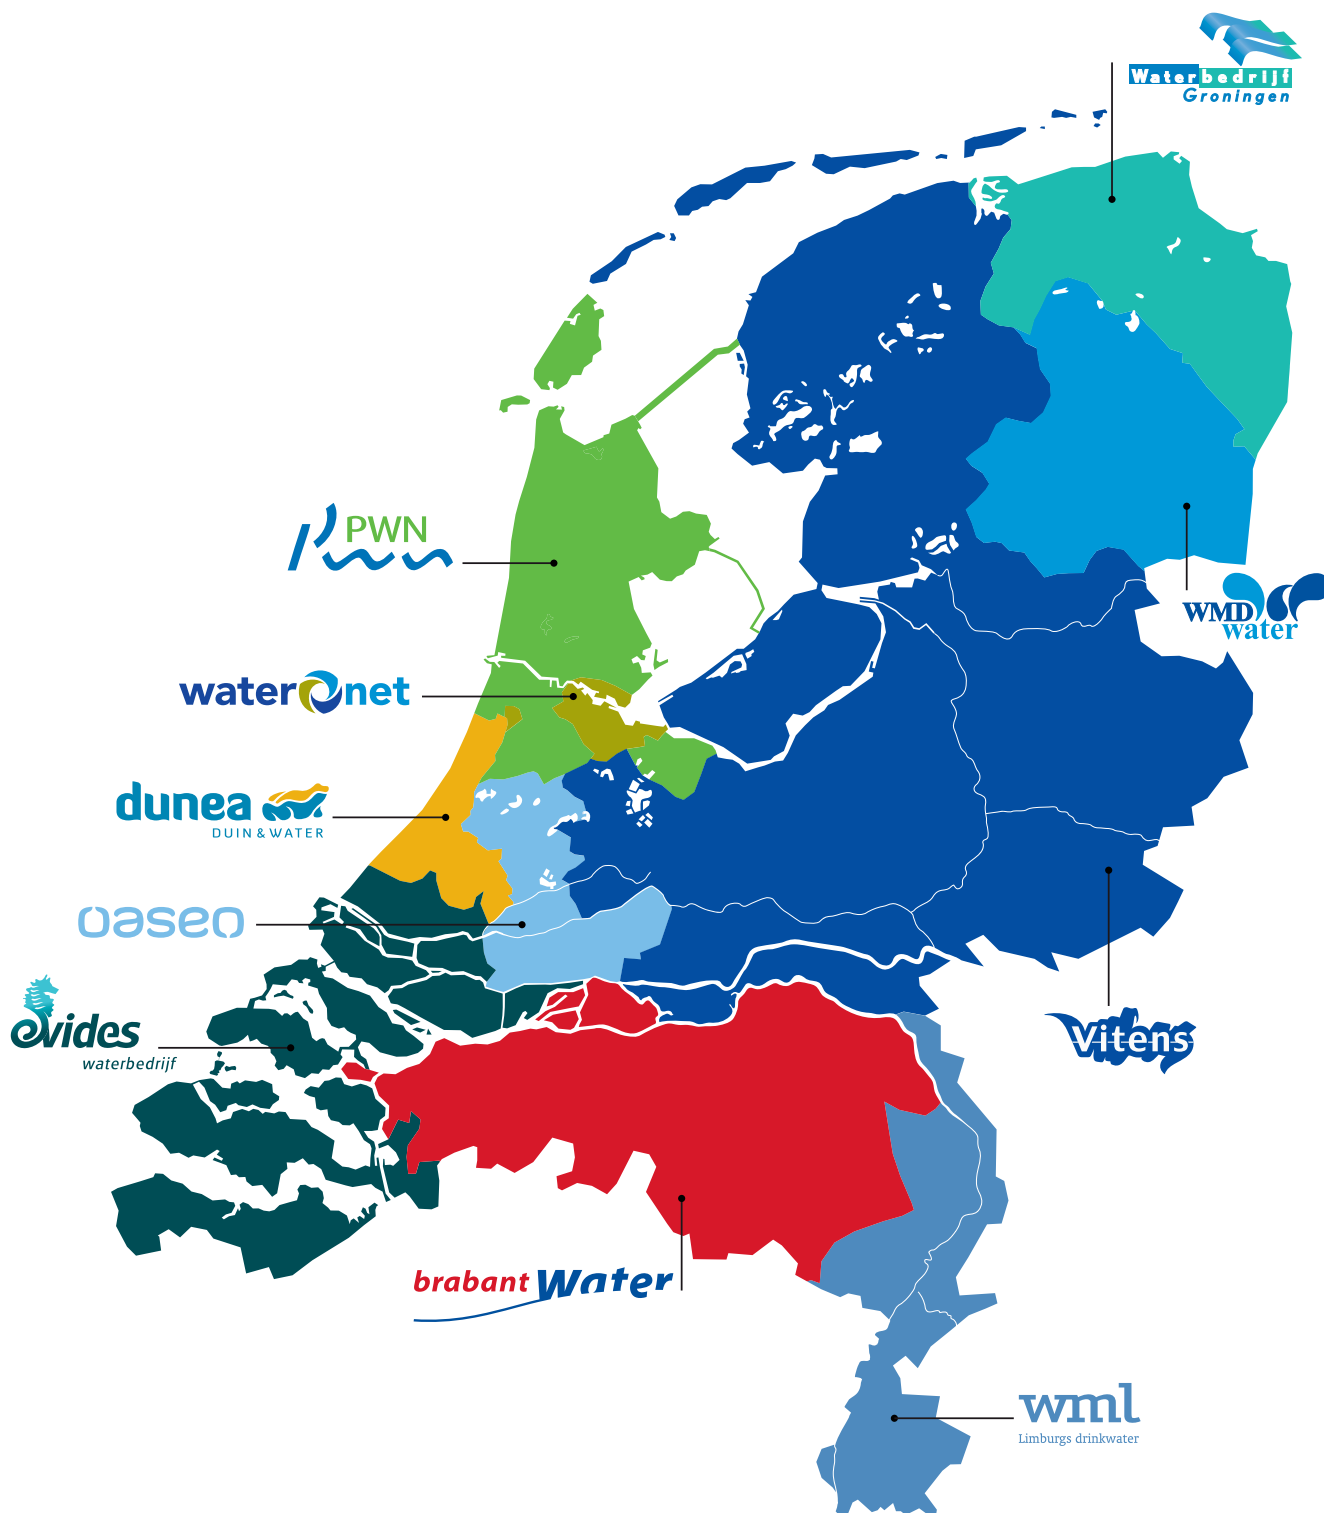 Waterbedrijf
Groningen
PWN
WMD
water
waternet
dunea
DUIN & WATER
oasen
evides
waterbedrijf
Vitens
brabant Water
wml
Limburgs drinkwater